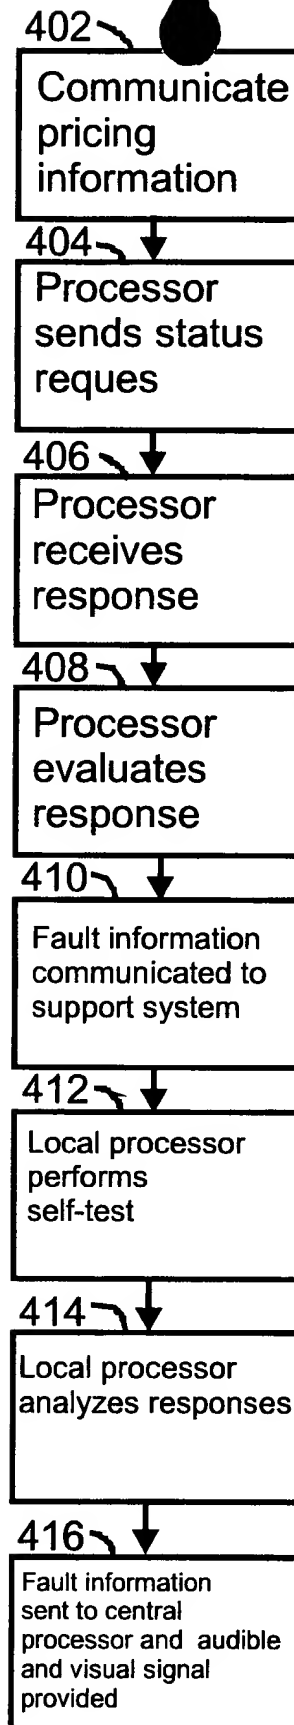 402
Communicate
pricing
information
404
Processor
sends status
reques
406
Processor
receives
response
408
Processor
evaluates
response
410
Fault information
communicated to
support system
412
Local processor
performs
self-test
414
Local processor
analyzes responses
416
Fault information
sent to central
processor and audible
and visual signal
provided